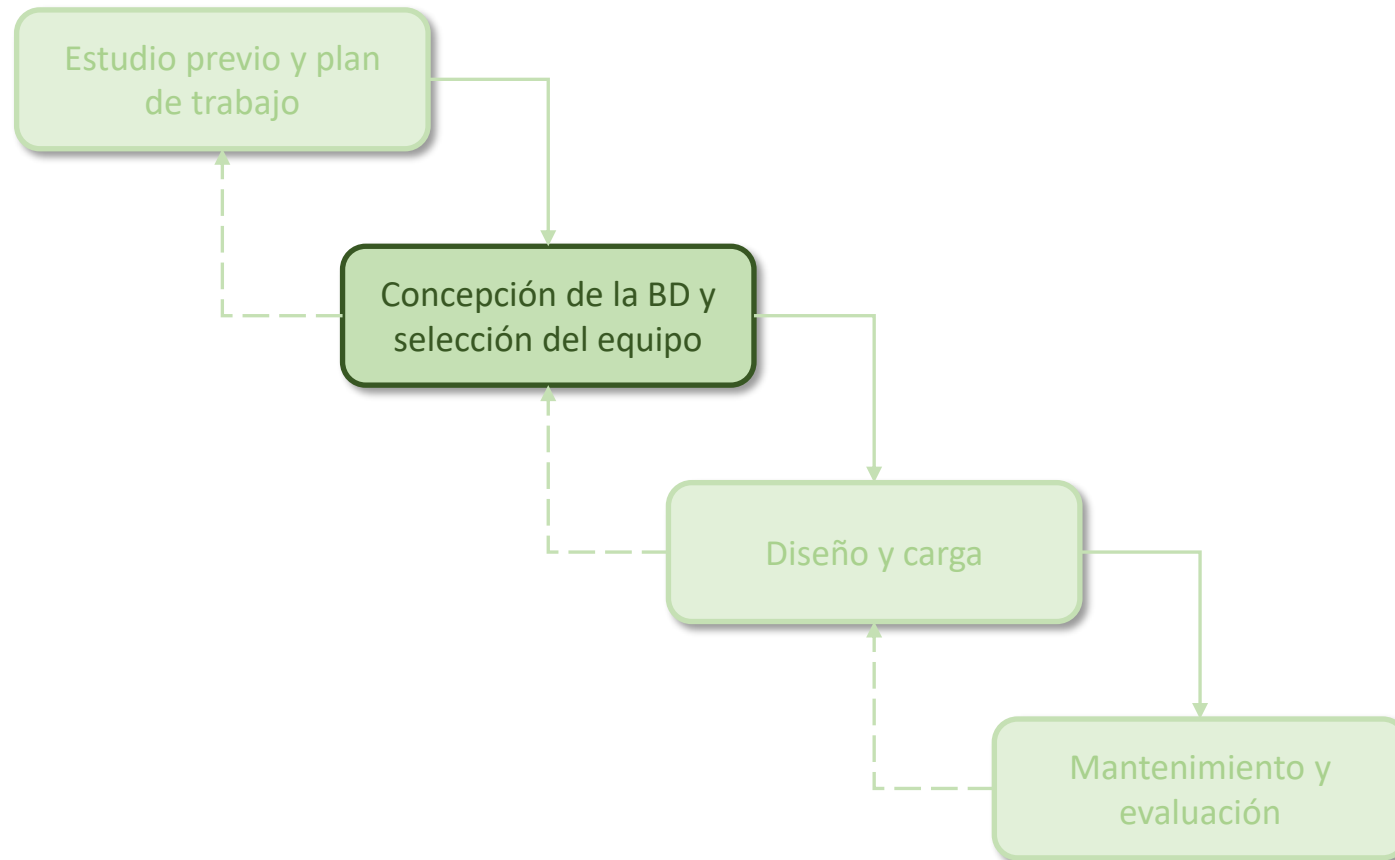 Estudio previo y plan
de trabajo
Concepción de la BD y
selección del equipo
Diseño y carga
Mantenimiento y
evaluación